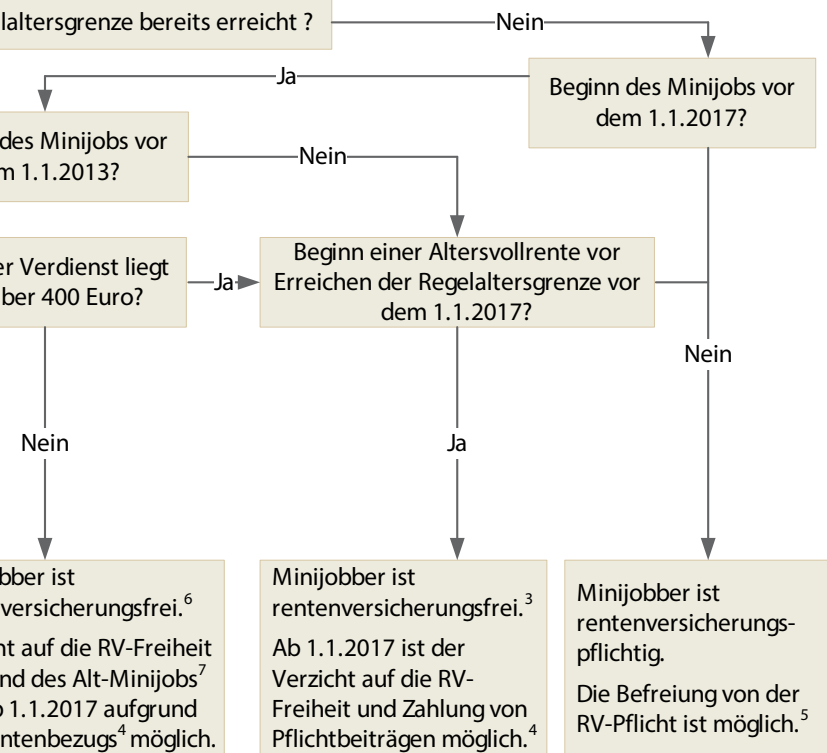 laltersgrenze bereits erreicht ?
Nein
Beginn des Minijobs vor
dem 1.1.2017?
Ja
des Minijobs vor
m 1.1.2013?
Nein
er Verdienst liegt
ber 400 Euro?
Ja
Beginn einer Altersvollrente vor
Erreichen der Regelaltersgrenze vor
dem 1.1.2017?
Nein
Nein
Ja
bber ist
versicherungsfrei.⁶
ht auf die RV-Freiheit
nd des Alt-Minijobs⁷
b 1.1.2017 aufgrund
ntenbezugs⁴ möglich.
Minijobber ist
rentenversicherungsfrei.³
Ab 1.1.2017 ist der
Verzicht auf die RV-
Freiheit und Zahlung von
Pflichtbeiträgen möglich.⁴
Minijobber ist
rentenversicherungs-
pflichtig.
Die Befreiung von der
RV-Pflicht ist möglich.⁵